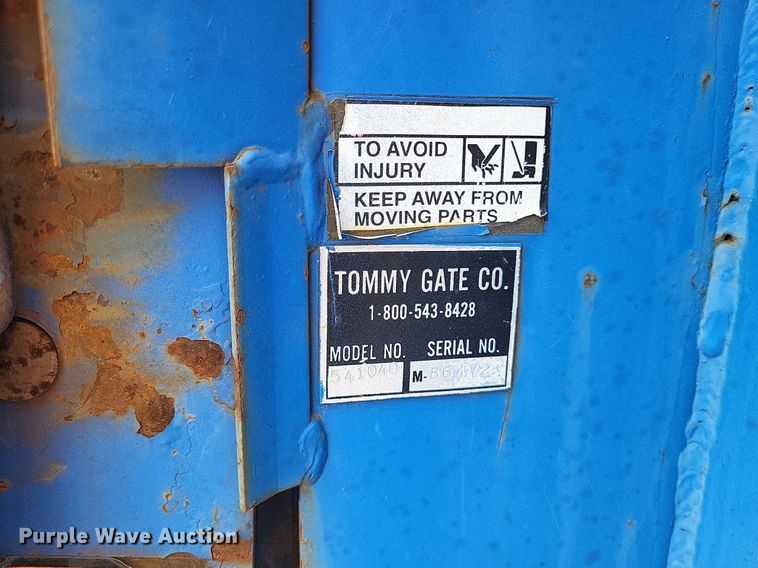 TO AVOID
INJURY
KEEP AWAY FROM
MOVING PARTS
TOMMY GATE CO.
1-800-543-8428
MODEL NO. SERIAL NO.
541040 M-
Purple Wave Auction